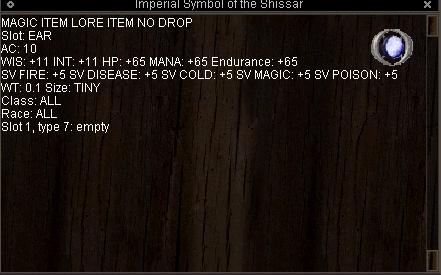 Imperial Symbol of the Shissar
MAGIC ITEM LORE ITEM NO DROP
Slot: EAR
AC: 10
WIS: +11 INT: +11 HP: +65 MANA: +65 Endurance: +65
SV FIRE: +5 SV DISEASE: +5 SV COLD: +5 SV MAGIC: +5 SV POISON: +5
WT: 0.1 Size: TINY
Class: ALL
Race: ALL
Slot 1, type 7: empty